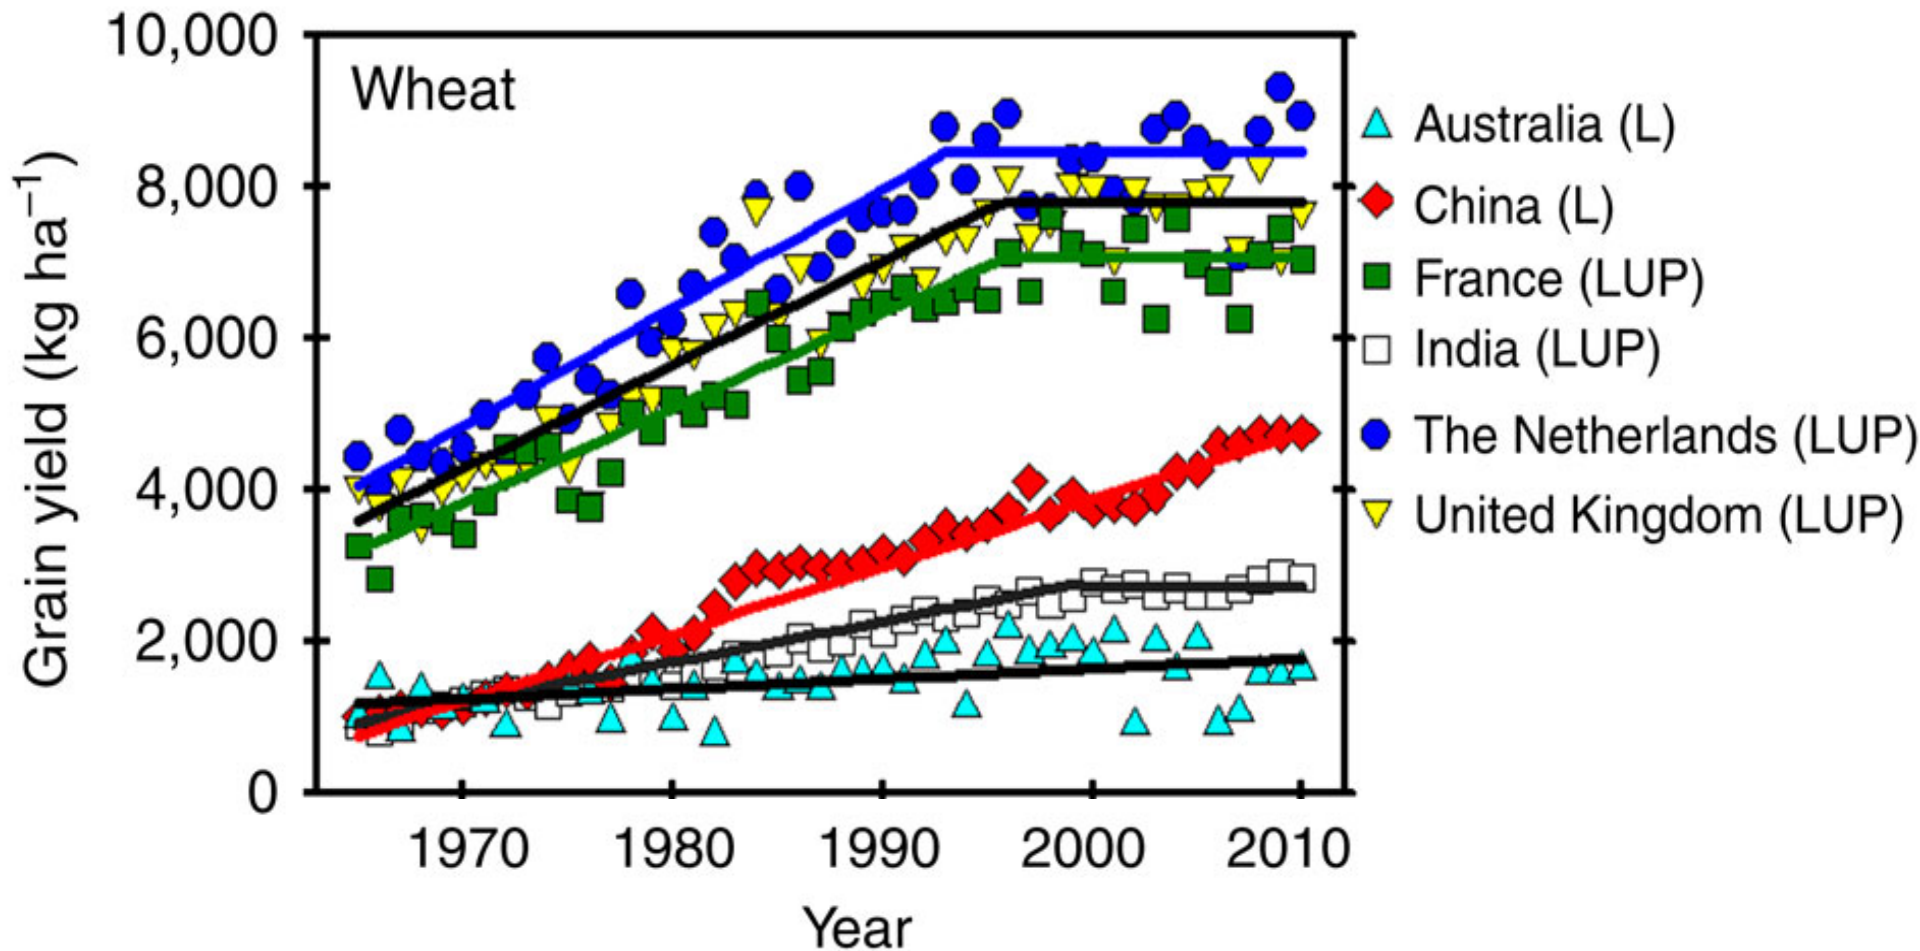 Wheat
10,000
8,000
6,000
4,000
2,000
0
Grain yield (kg ha⁻¹)
1970 1980 1990 2000 2010
Year
Australia (L)
China (L)
France (LUP)
India (LUP)
The Netherlands (LUP)
United Kingdom (LUP)